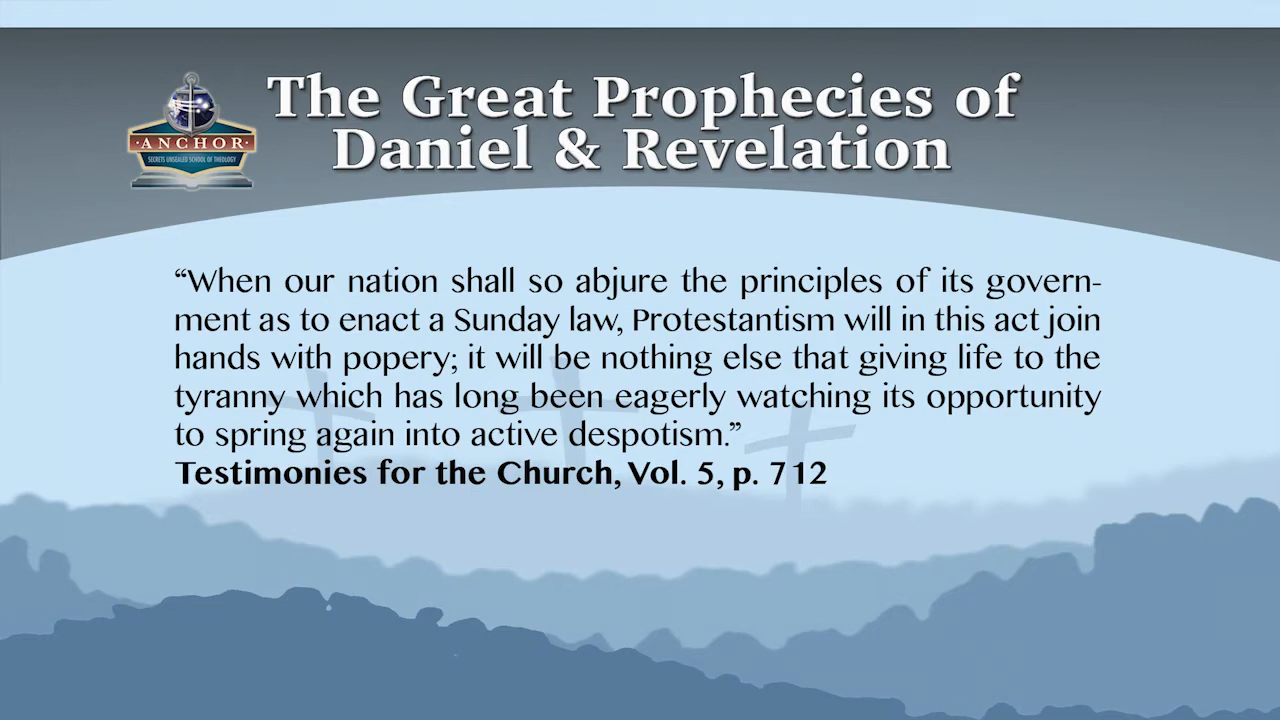 The Great Prophecies of
Daniel & Revelation
·ANCHOR·
SECRETS UNSEALED SCHOOL OF THEOLOGY
“When our nation shall so abjure the principles of its govern-
ment as to enact a Sunday law, Protestantism will in this act join
hands with popery; it will be nothing else that giving life to the
tyranny which has long been eagerly watching its opportunity
to spring again into active despotism.”
Testimonies for the Church, Vol. 5, p. 712